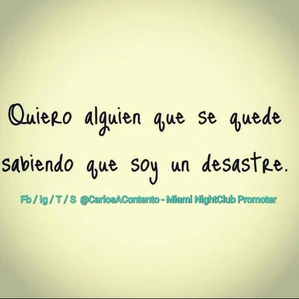 Quiero alguien que se quede
sabiendo que soy un desastre.
Fb / Ig / T / S @CarlosAContento - Miami NightClub Promoter